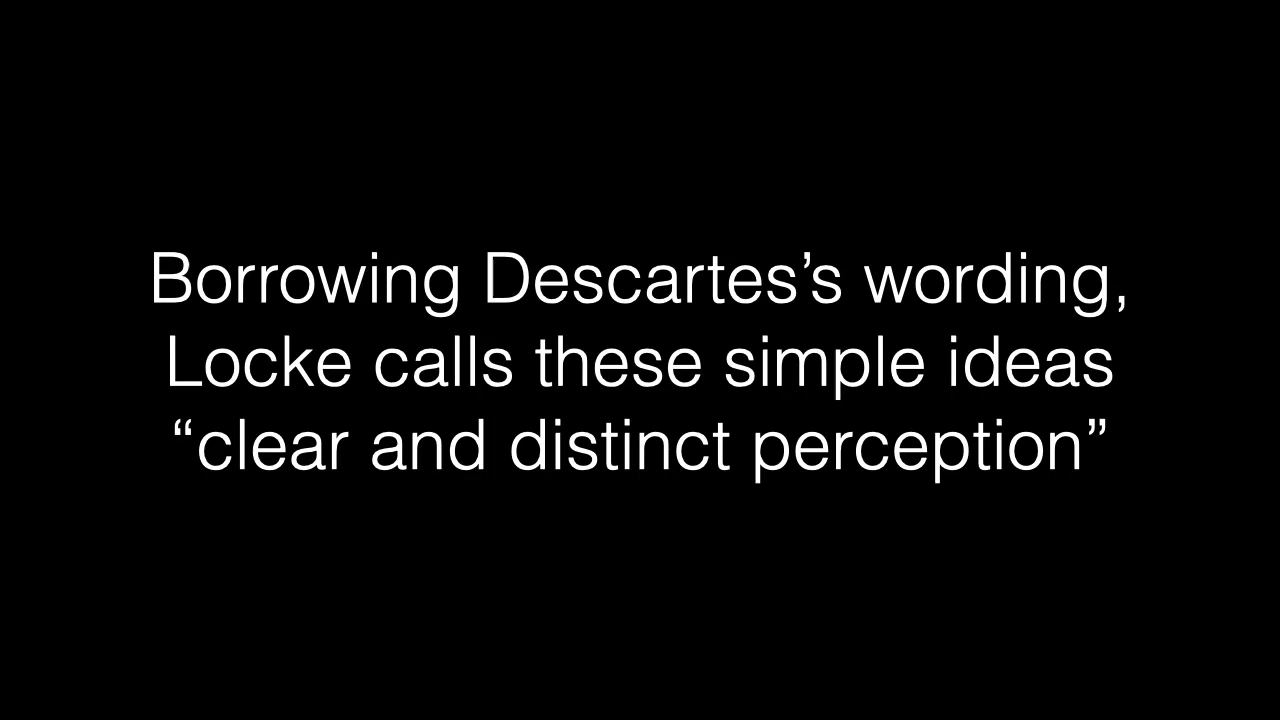 Borrowing Descartes’s wording,
Locke calls these simple ideas
“clear and distinct perception”